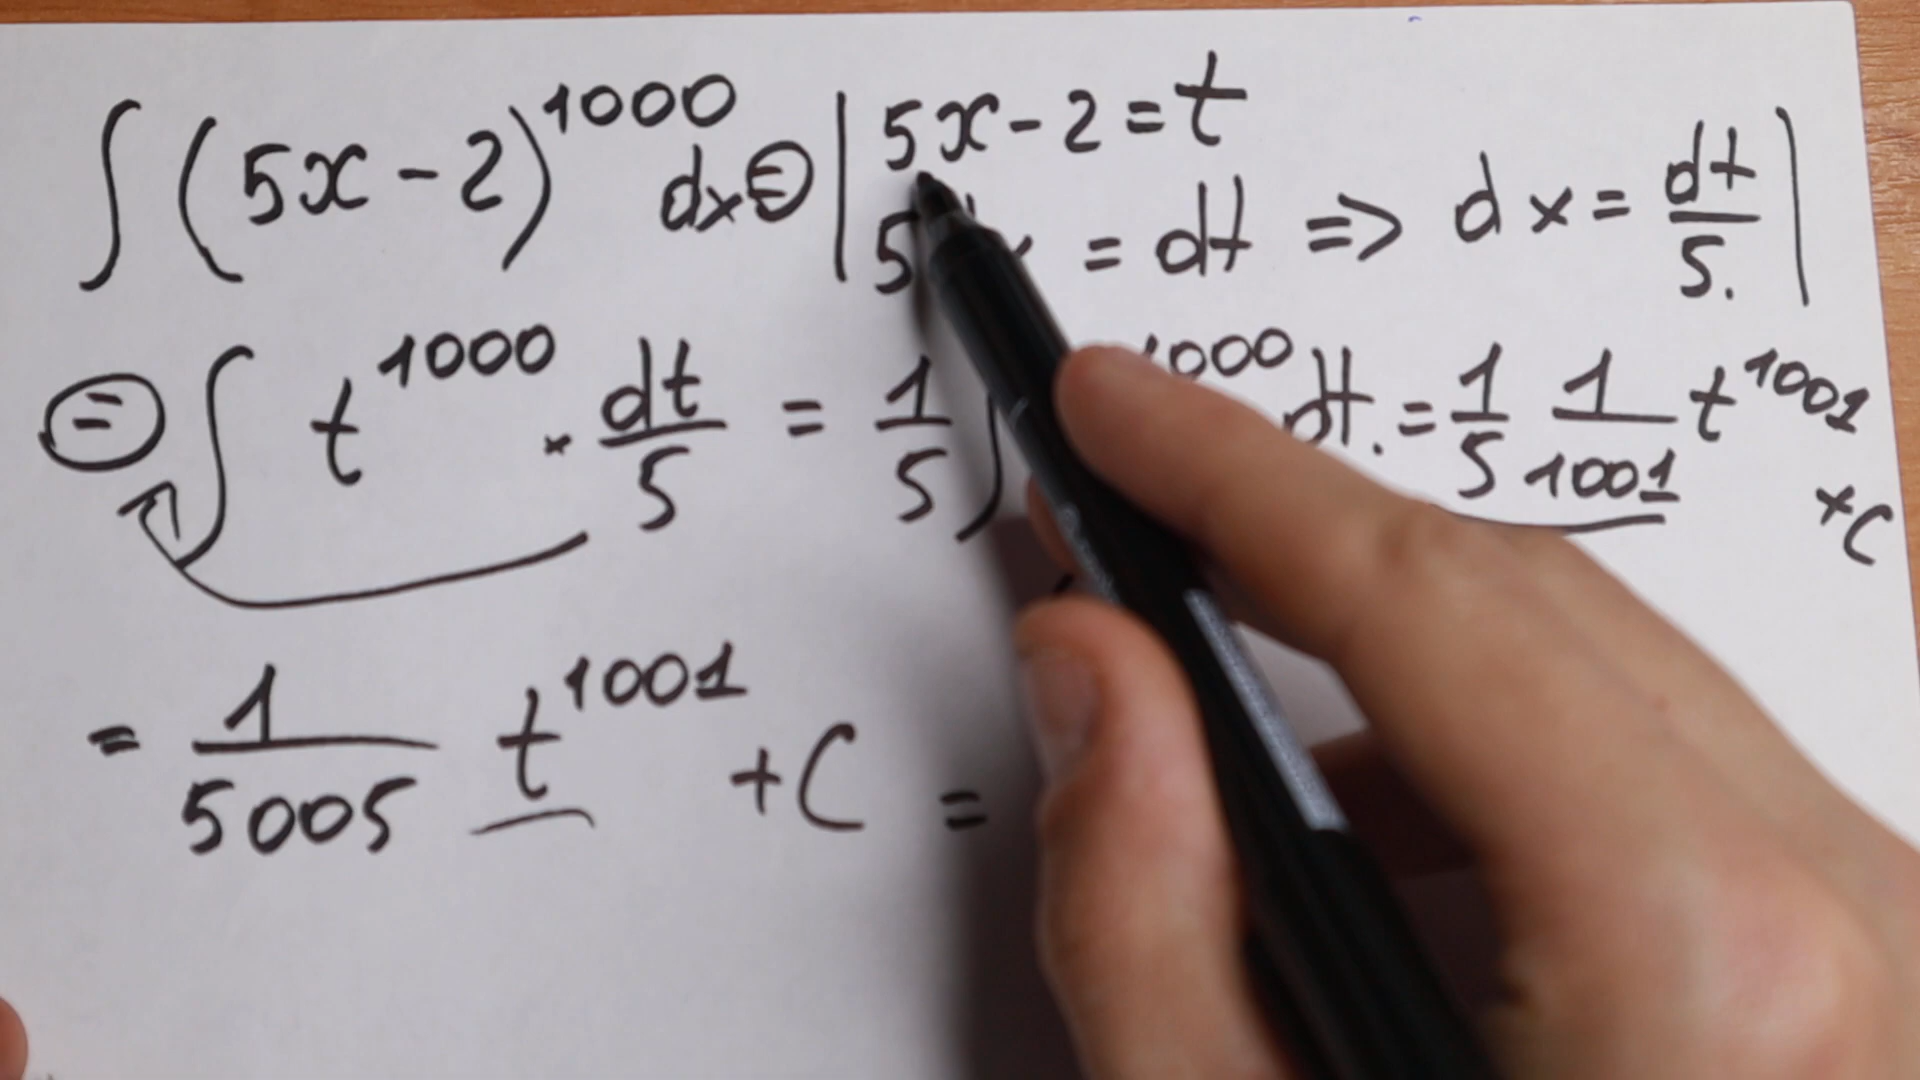 ∫ (5x - 2)^1000 dx ⊜ | 5x - 2 = t
5 = dt => dx = dt/5. |
⊜ ∫ t^1000 · dt/5 = 1/5 ∫ 1000 dt. = 1/5 1/1001 t^1001 + C
= 1/5005 t^1001 + C =